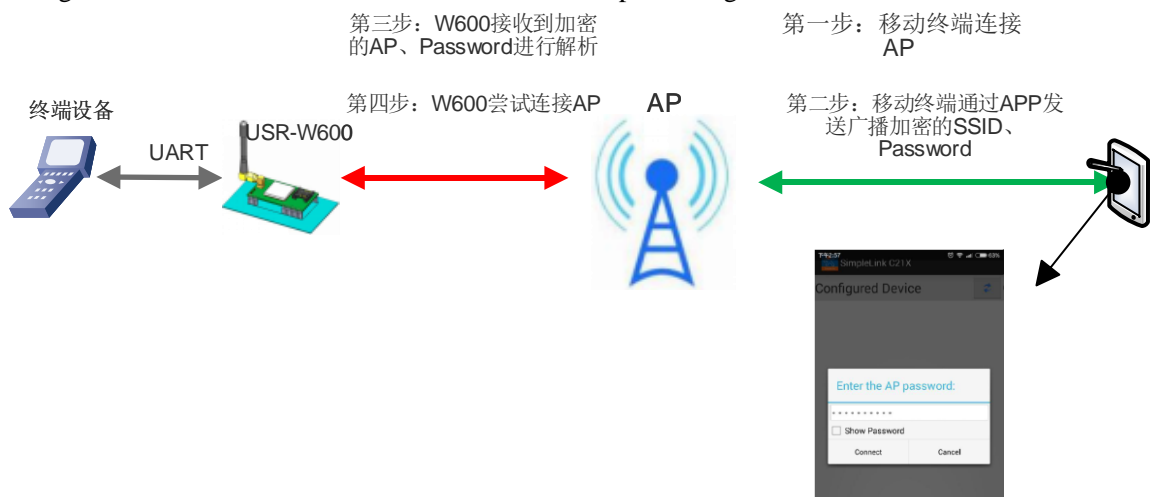 第三步：W600接收到加密
的AP、Password进行解析
第一步：移动终端连接
AP
第四步：W600尝试连接AP
AP
第二步：移动终端通过APP发
送广播加密的SSID、
Password
终端设备
USR-W600
UART
下午2:57
SimpleLink C21X
Configured Device
Enter the AP password:
Show Password
Connect
Cancel